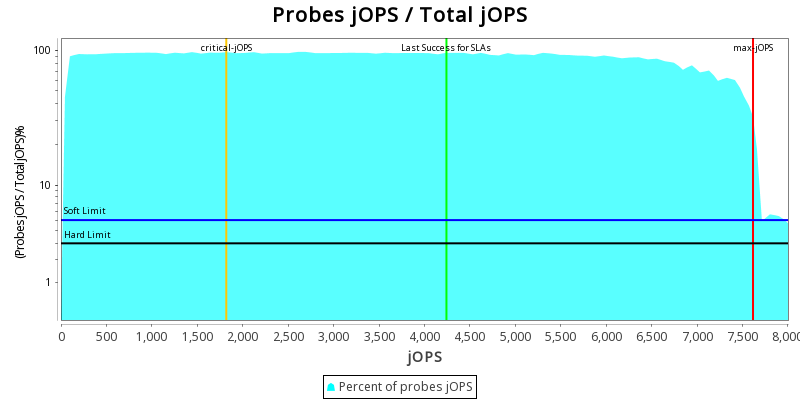 Probes jOPS / Total jOPS
critical-jOPS Last Success for SLAs max-jOPS
100
10
1
(Probes jOPS / Total jOPS)%
Soft Limit
Hard Limit
0 500 1,000 1,500 2,000 2,500 3,000 3,500 4,000 4,500 5,000 5,500 6,000 6,500 7,000 7,500 8,000
jOPS
Percent of probes jOPS